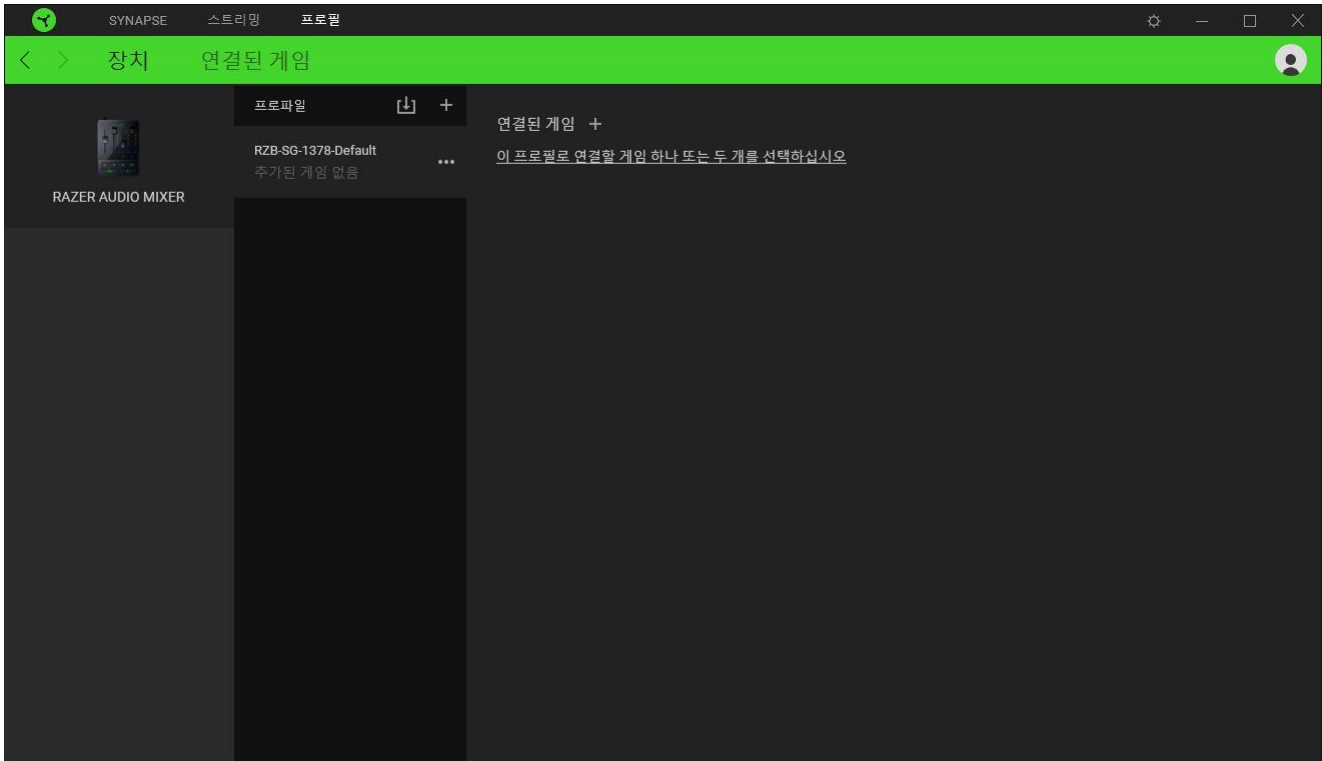 SYNAPSE 스트리밍 프로필
장치 연결된 게임
RAZER AUDIO MIXER
프로파일
RZB-SG-1378-Default
추가된 게임 없음
연결된 게임
이 프로필로 연결할 게임 하나 또는 두 개를 선택하십시오